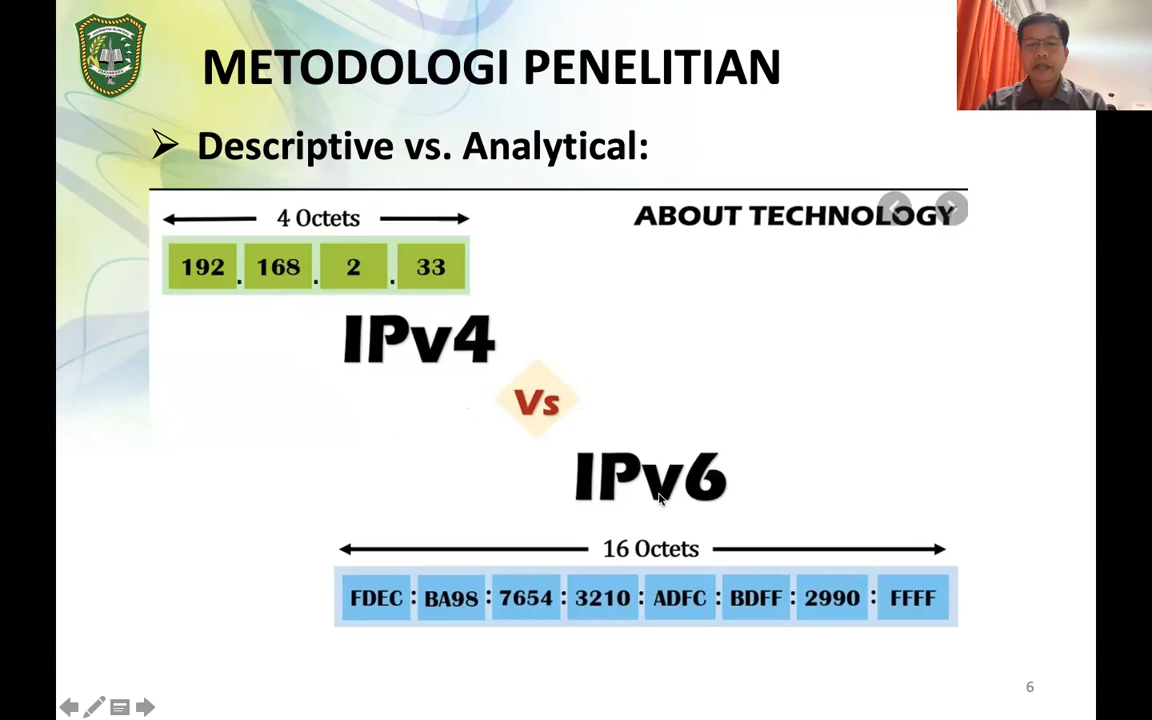 METODOLOGI PENELITIAN
➢ Descriptive vs. Analytical:
4 Octets
ABOUT TECHNOLOGY
192 . 168 . 2 . 33
IPv4
Vs
IPv6
16 Octets
FDEC : BA98 : 7654 : 3210 : ADFC : BDFF : 2990 : FFFF
6